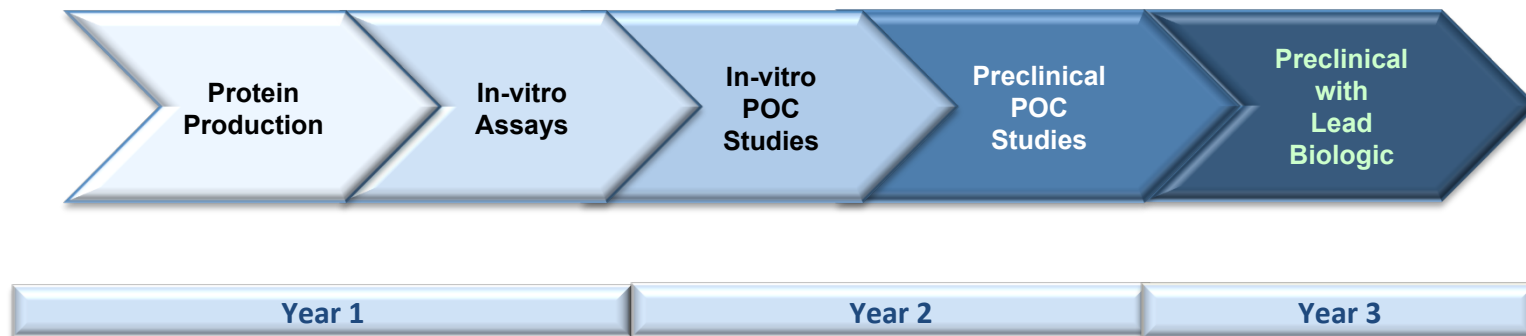 Protein
Production
In-vitro
Assays
In-vitro
POC
Studies
Preclinical
POC
Studies
Preclinical
with
Lead
Biologic
Year 1
Year 2
Year 3